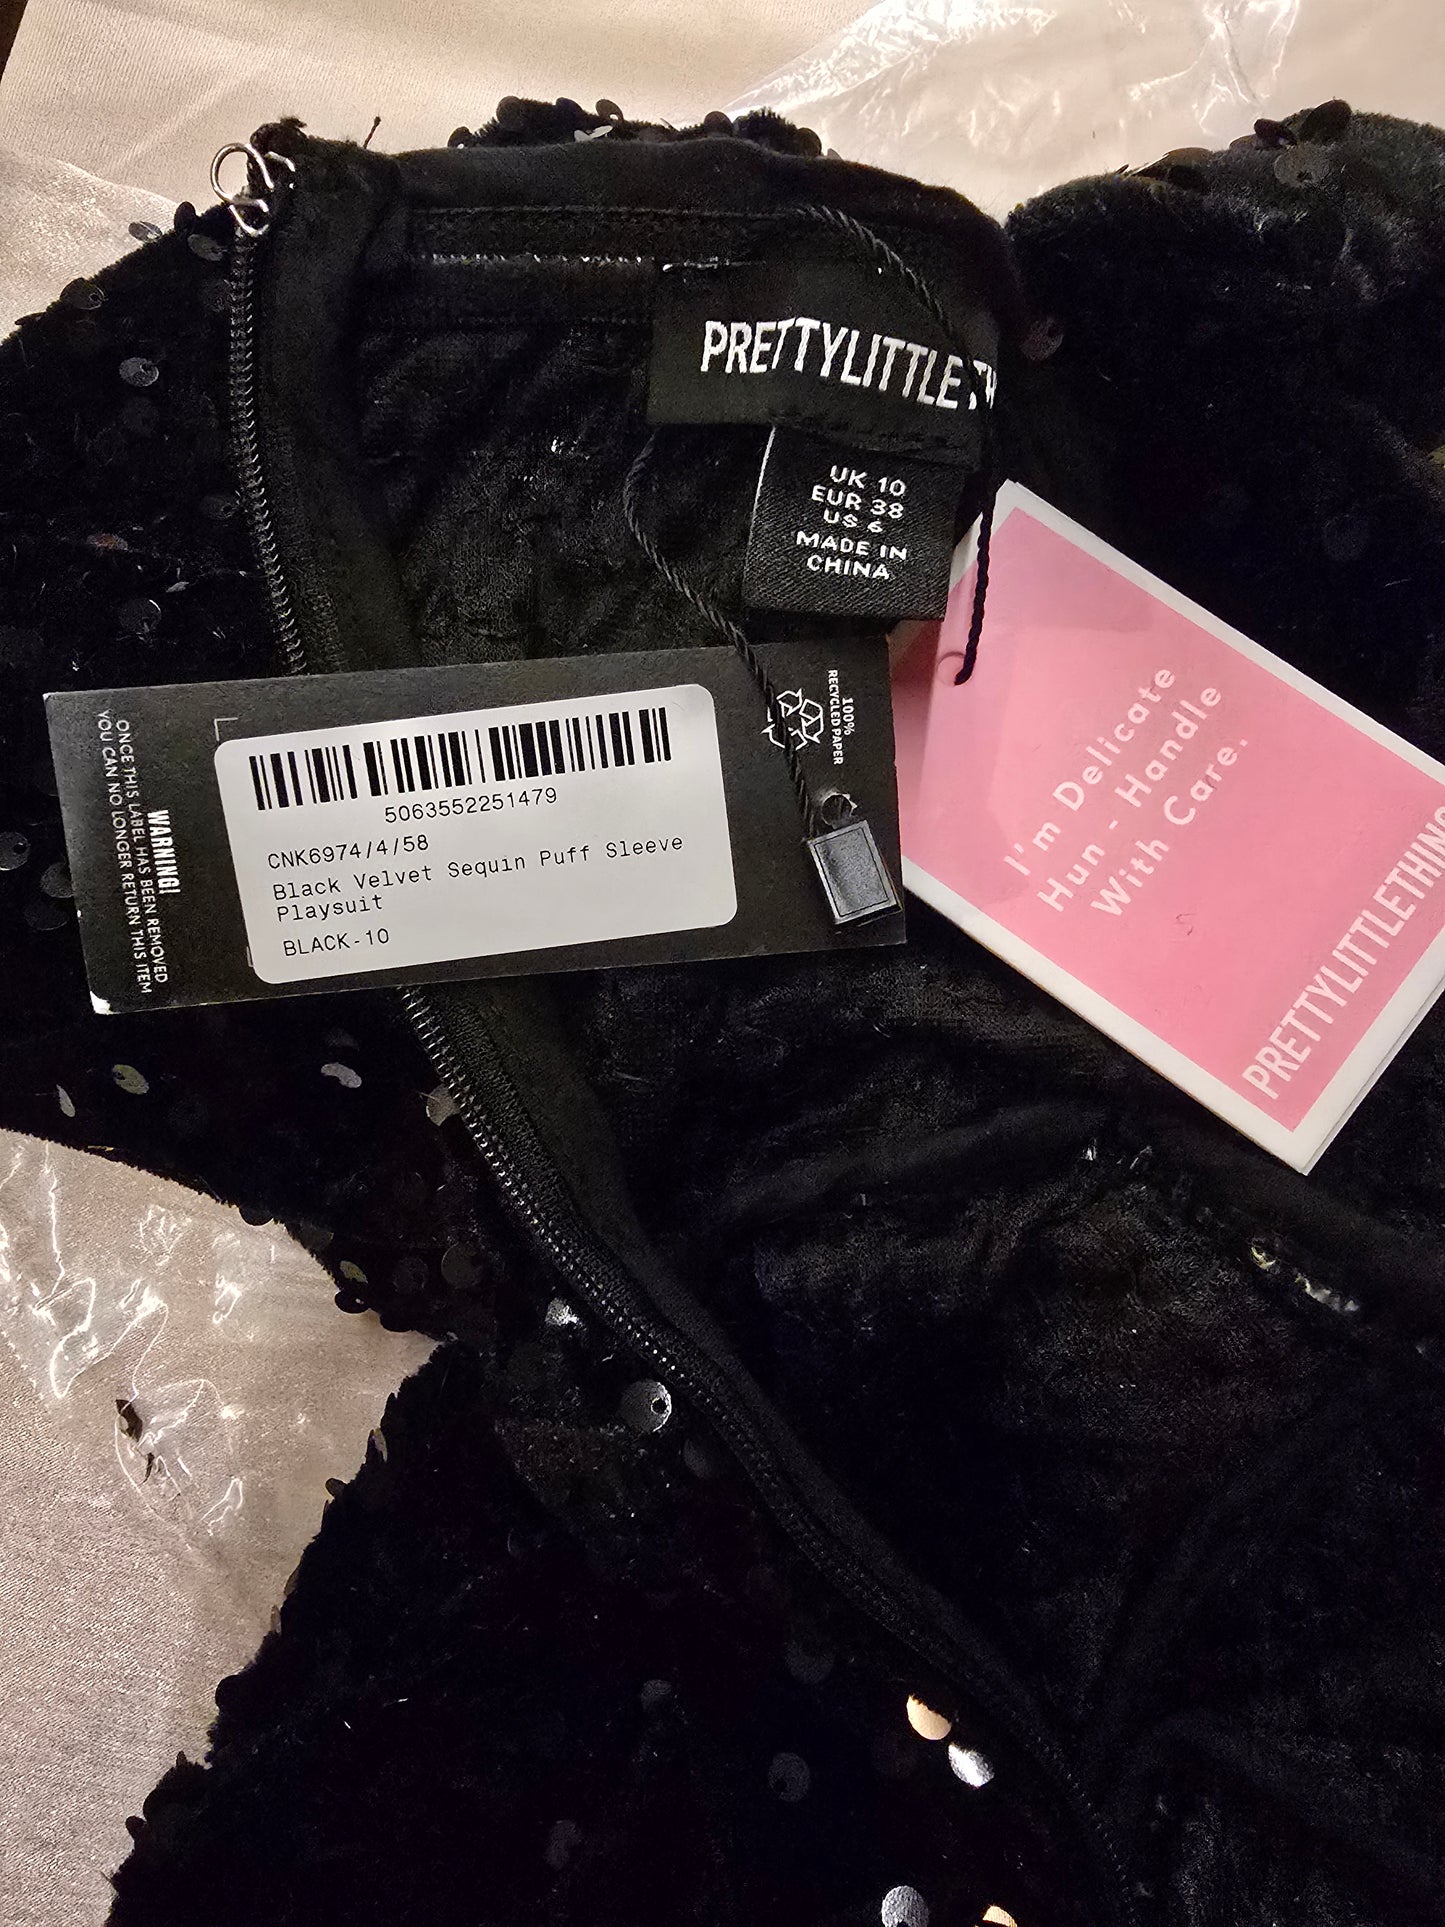 PRETTYLITTLETH
UK 10
EUR 38
US 6
MADE IN
CHINA
100%
RECYCLED PAPER
WARNING!
ONCE THIS LABEL HAS BEEN REMOVED
YOU CAN NO LONGER RETURN THIS ITEM
5063552251479
CNK6974/4/58
Black Velvet Sequin Puff Sleeve
Playsuit
BLACK-10
I'm Delicate
Hun - Handle
With Care.
PRETTYLITTLETHING